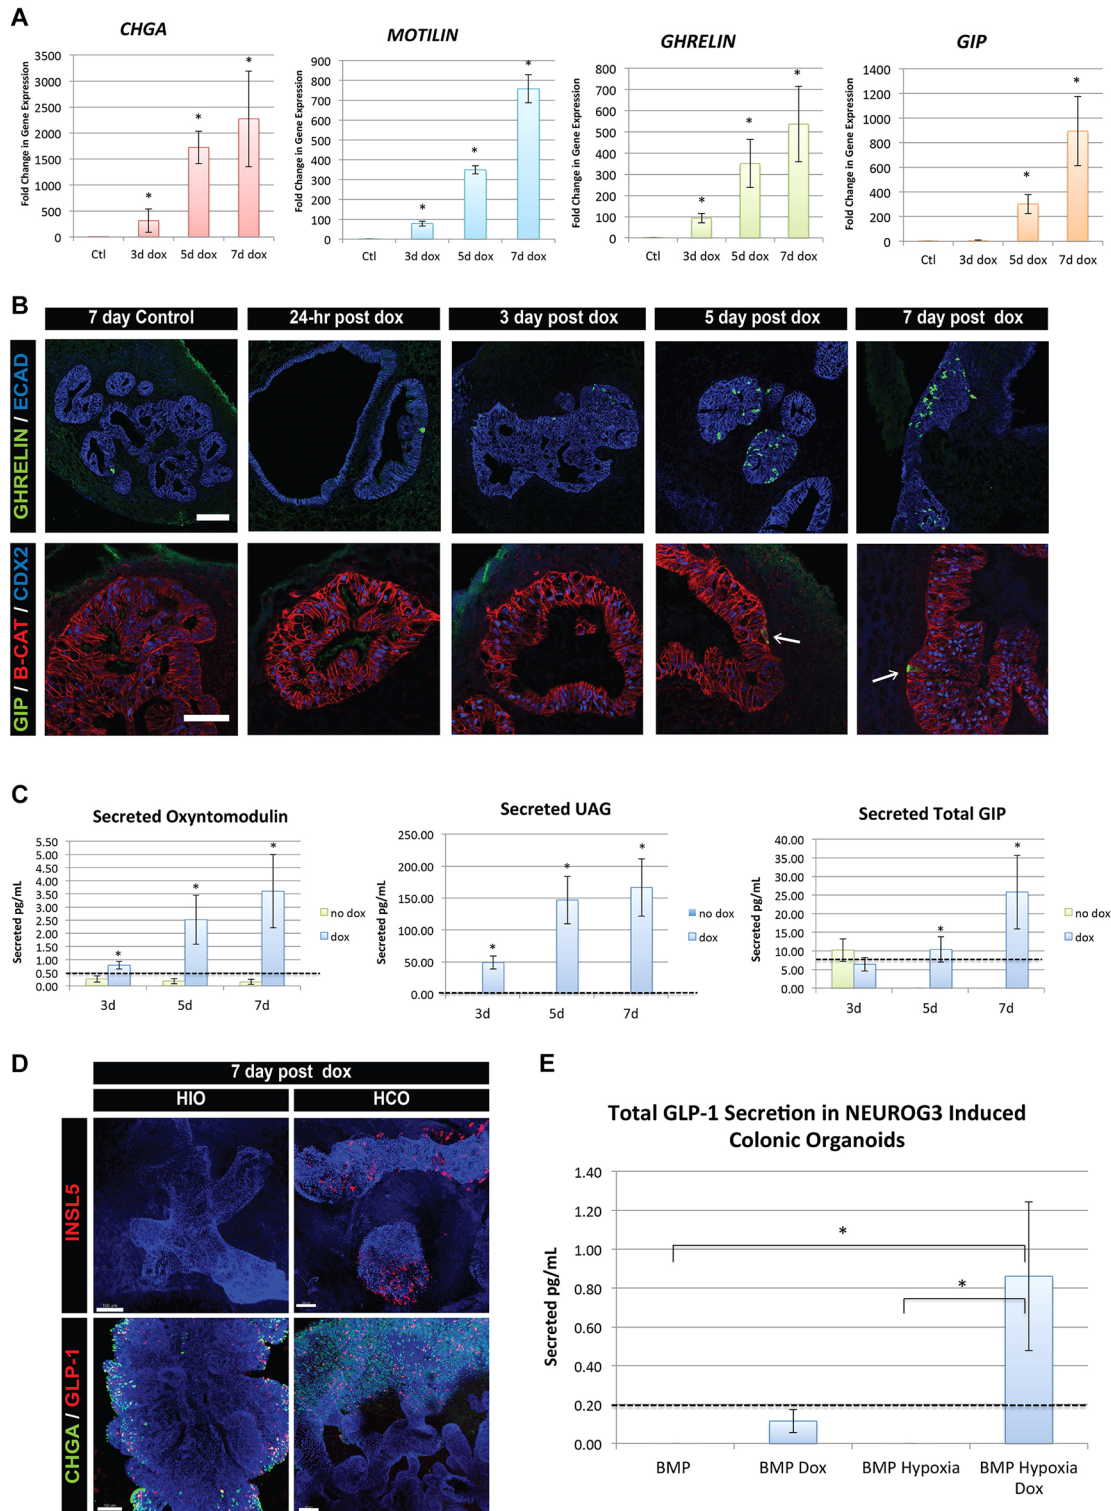 A
CHGA
MOTILIN
GHRELIN
GIP
Fold Change in Gene Expression
3500
3000
2500
2000
1500
1000
500
0
*
*
*
Ctl 3d dox 5d dox 7d dox
Fold Change in Gene Expression
900
800
700
600
500
400
300
200
100
0
*
*
*
Ctl 3d dox 5d dox 7d dox
Fold Change in Gene Expression
800
700
600
500
400
300
200
100
0
*
*
*
Ctl 3d dox 5d dox 7d dox
Fold Change in Gene Expression
1400
1200
1000
800
600
400
200
0
*
*
Ctl 3d dox 5d dox 7d dox
B
7 day Control
24-hr post dox
3 day post dox
5 day post dox
7 day post dox
GHRELIN / ECAD
GIP / B-CAT / CDX2
C
Secreted Oxyntomodulin
Secreted pg/mL
5.50
5.00
4.50
4.00
3.50
3.00
2.50
2.00
1.50
1.00
0.50
0.00
*
*
*
3d 5d 7d
no dox
dox
Secreted UAG
Secreted pg/mL
250.00
200.00
150.00
100.00
50.00
0.00
*
*
*
3d 5d 7d
no dox
dox
Secreted Total GIP
Secreted pg/mL
40.00
35.00
30.00
25.00
20.00
15.00
10.00
5.00
0.00
*
*
3d 5d 7d
no dox
dox
D
7 day post dox
HIO
HCO
INSL5
CHGA / GLP-1
E
Total GLP-1 Secretion in NEUROG3 Induced
Colonic Organoids
Secreted pg/mL
1.40
1.20
1.00
0.80
0.60
0.40
0.20
0.00
*
*
BMP BMP Dox BMP Hypoxia BMP Hypoxia
Dox